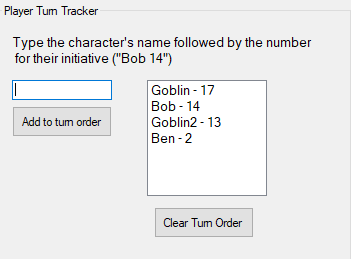 Player Turn Tracker
Type the character's name followed by the number
for their initiative ("Bob 14")
Goblin - 17
Bob - 14
Goblin2 - 13
Ben - 2
Add to turn order
Clear Turn Order